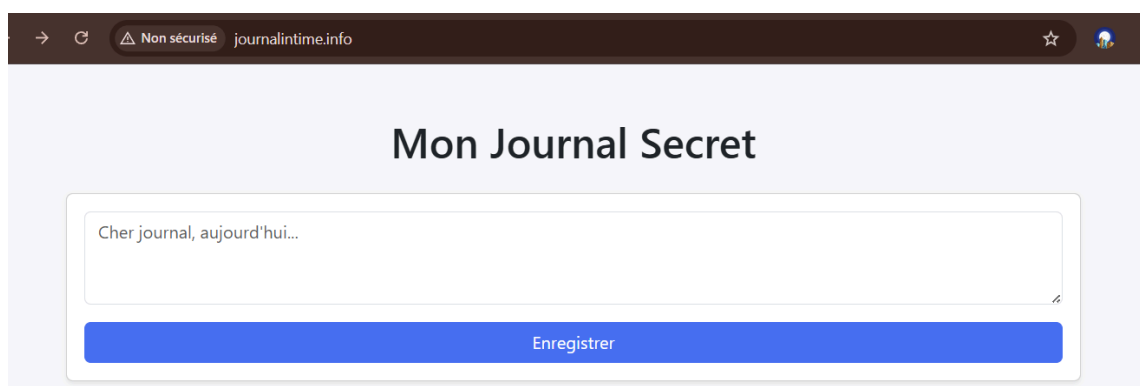 Non sécurisé journalintime.info
Mon Journal Secret
Cher journal, aujourd'hui...
Enregistrer